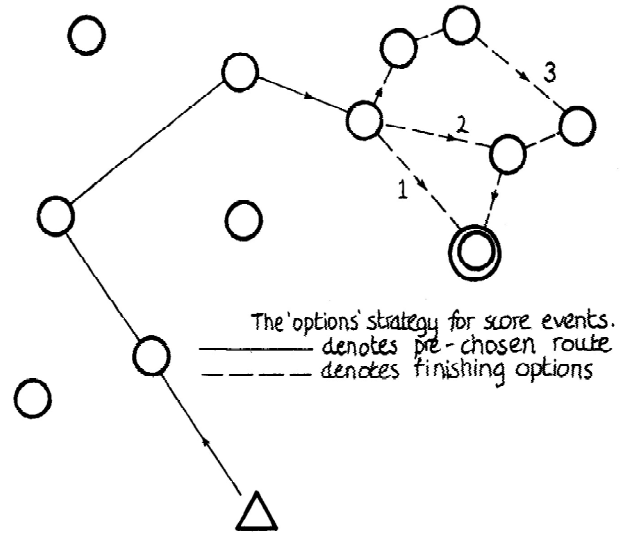 3
2
1
The 'options' strategy for score events.
denotes pre-chosen route
denotes finishing options